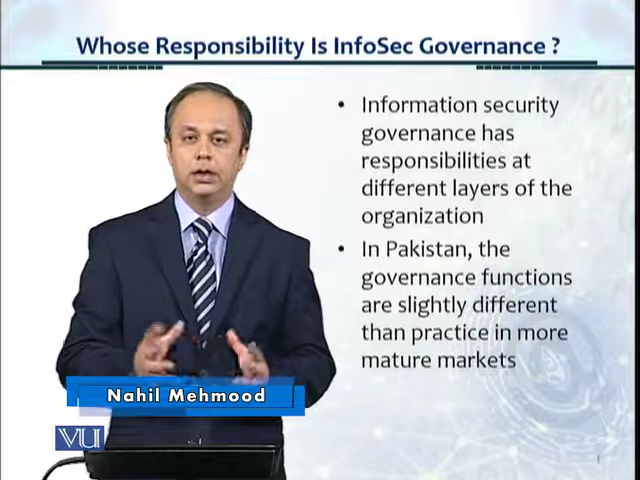 Whose Responsibility Is InfoSec Governance ?
• Information security
governance has
responsibilities at
different layers of the
organization
• In Pakistan, the
governance functions
are slightly different
than practice in more
mature markets
Nahil Mehmood
VU